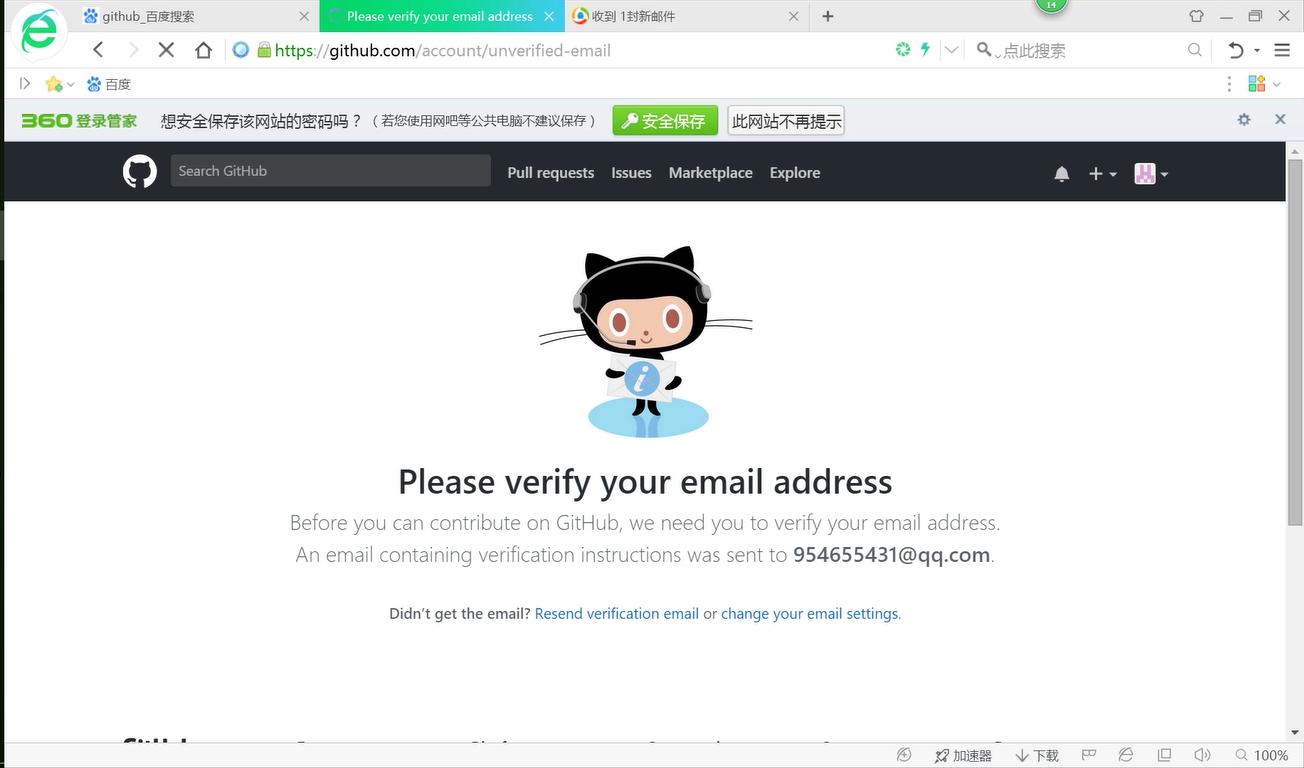 github_百度搜索
Please verify your email address
收到 1封新邮件
14
https://github.com/account/unverified-email
点此搜索
百度
360 登录管家 想安全保存该网站的密码吗？（若您使用网吧等公共电脑不建议保存） 安全保存 此网站不再提示
Search GitHub Pull requests Issues Marketplace Explore
Please verify your email address
Before you can contribute on GitHub, we need you to verify your email address.
An email containing verification instructions was sent to 954655431@qq.com.
Didn't get the email? Resend verification email or change your email settings.
加速器 下载 100%